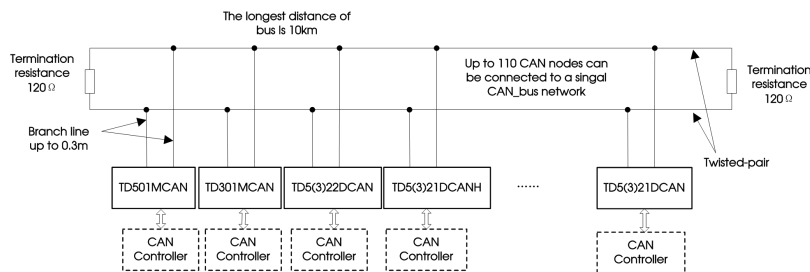 The longest distance of
bus is 10km
Termination
resistance
120Ω
Up to 110 CAN nodes can
be connected to a singal
CAN_bus network
Termination
resistance
120Ω
Branch line
up to 0.3m
Twisted-pair
TD501MCAN
TD301MCAN
TD5(3)22DCAN
TD5(3)21DCANH
......
TD5(3)21DCAN
CAN
Controller
CAN
Controller
CAN
Controller
CAN
Controller
CAN
Controller